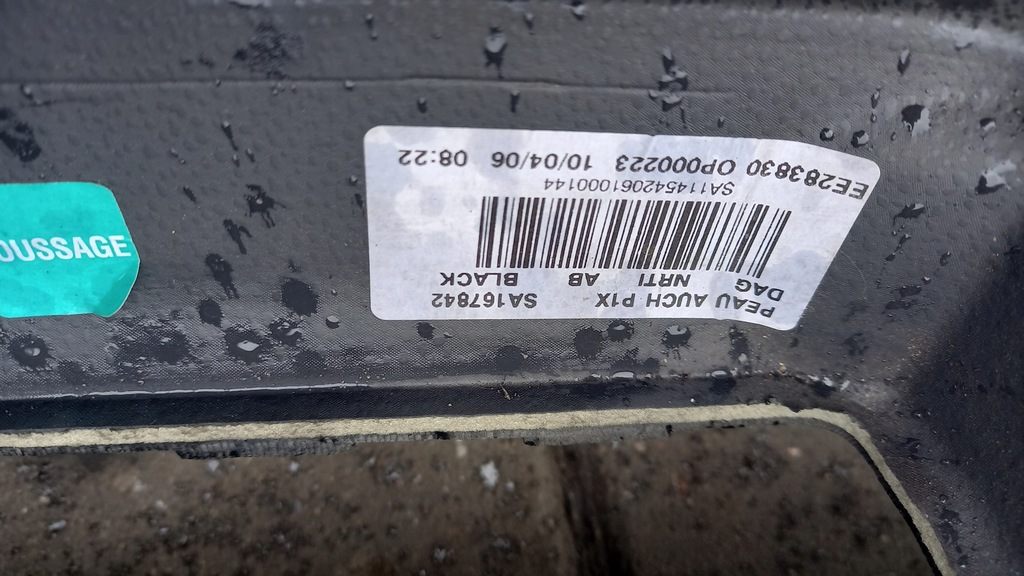 PEAU AUCH P1X SA167842
DAG NRTI AB BLACK
SA114542061000144
EE283830 OP000223 10/04/06 08:22
OUSSAGE